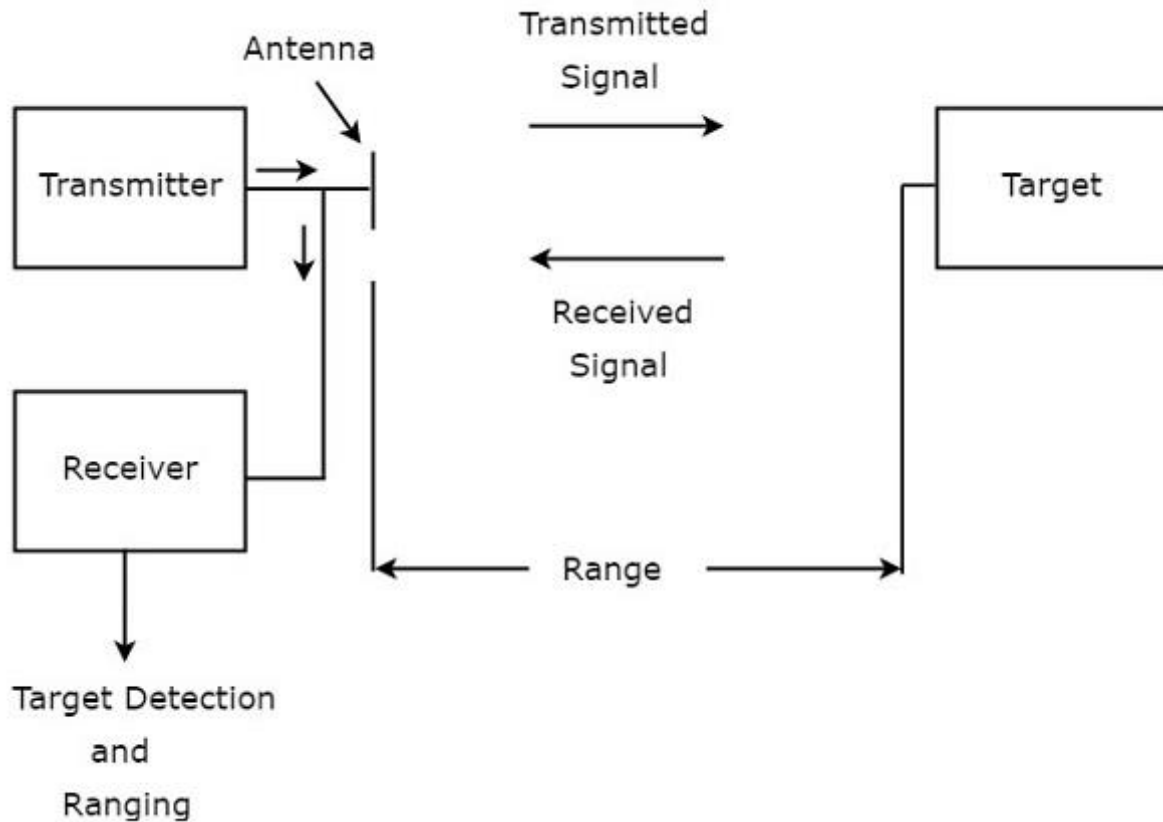 Transmitted
Signal
Antenna
Transmitter
Target
Received
Signal
Receiver
Range
Target Detection
and
Ranging